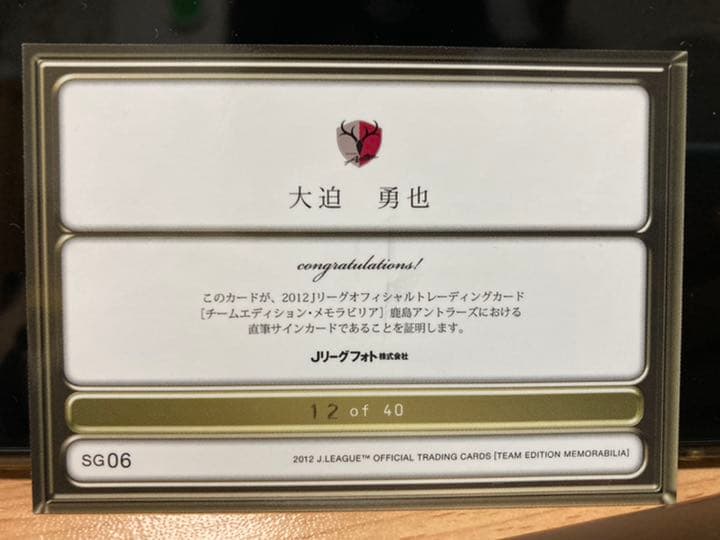 大迫 勇也
congratulations!
このカードが、2012Jリーグオフィシャルトレーディングカード
[チームエディション・メモラビリア] 鹿島アントラーズにおける
直筆サインカードであることを証明します。
Jリーグフォト株式会社
12 of 40
SG06
2012 J.LEAGUE™ OFFICIAL TRADING CARDS [TEAM EDITION MEMORABILIA]